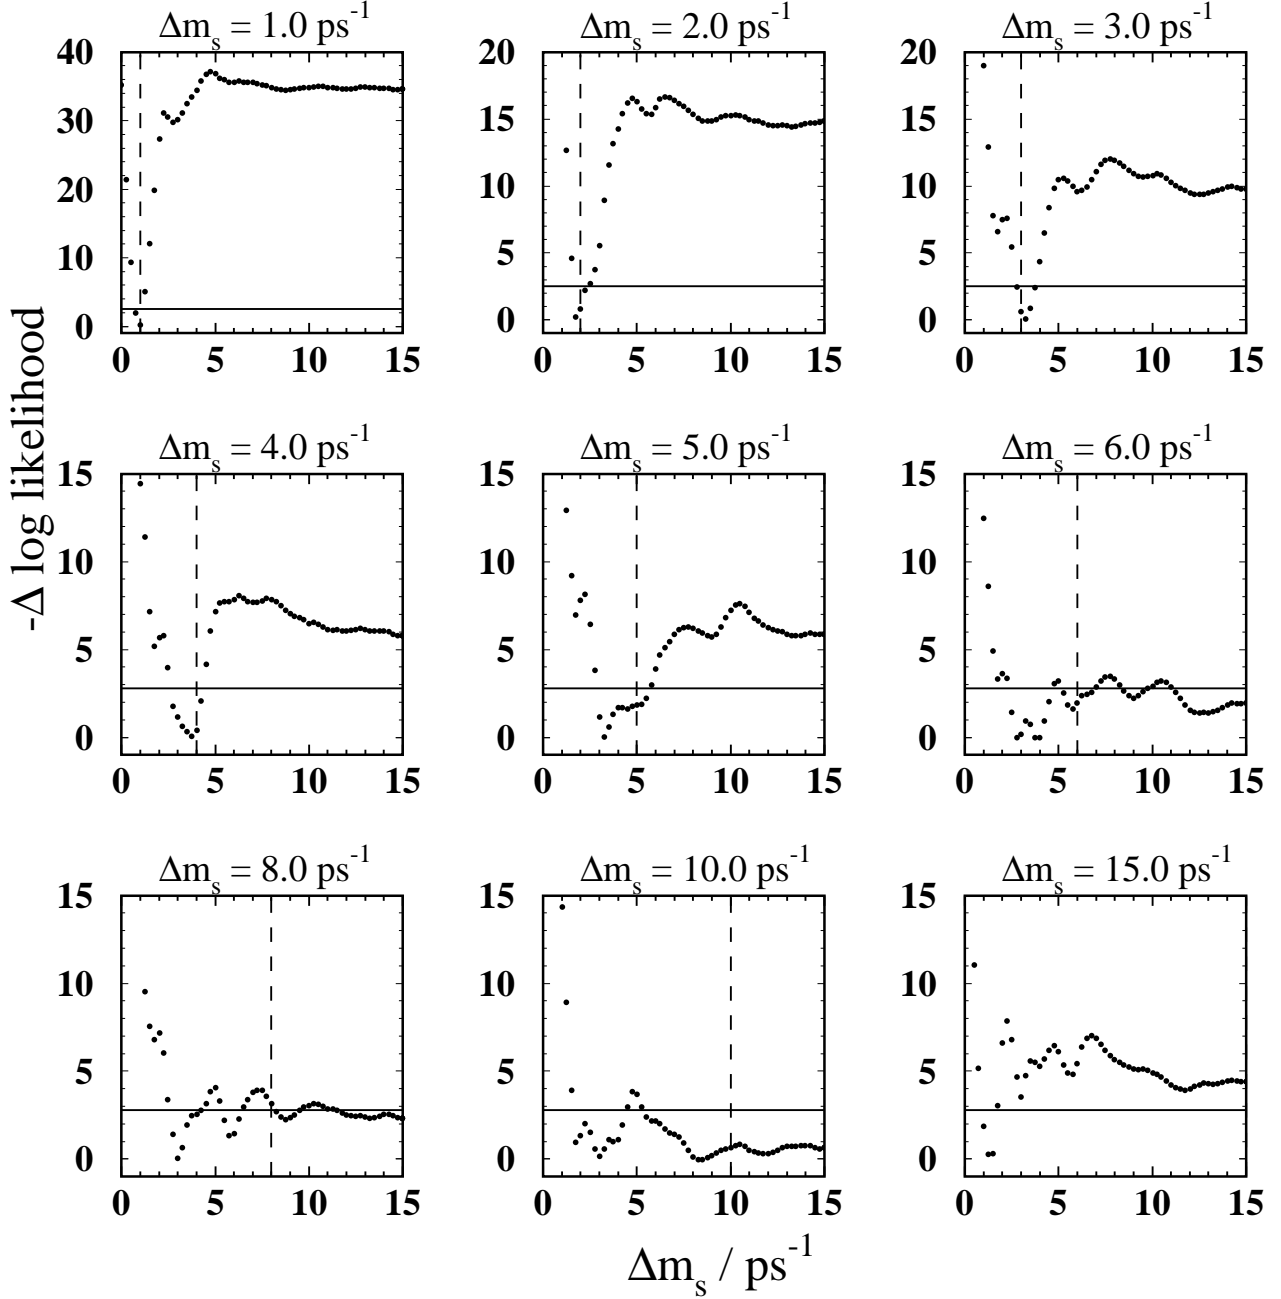 Δm_s = 1.0 ps⁻¹
Δm_s = 2.0 ps⁻¹
Δm_s = 3.0 ps⁻¹
40
30
20
10
0
0 5 10 15
20
15
10
5
0
0 5 10 15
20
15
10
5
0
0 5 10 15
-Δ log likelihood
Δm_s = 4.0 ps⁻¹
Δm_s = 5.0 ps⁻¹
Δm_s = 6.0 ps⁻¹
15
10
5
0
0 5 10 15
15
10
5
0
0 5 10 15
15
10
5
0
0 5 10 15
Δm_s = 8.0 ps⁻¹
Δm_s = 10.0 ps⁻¹
Δm_s = 15.0 ps⁻¹
15
10
5
0
0 5 10 15
15
10
5
0
0 5 10 15
15
10
5
0
0 5 10 15
Δm_s / ps⁻¹